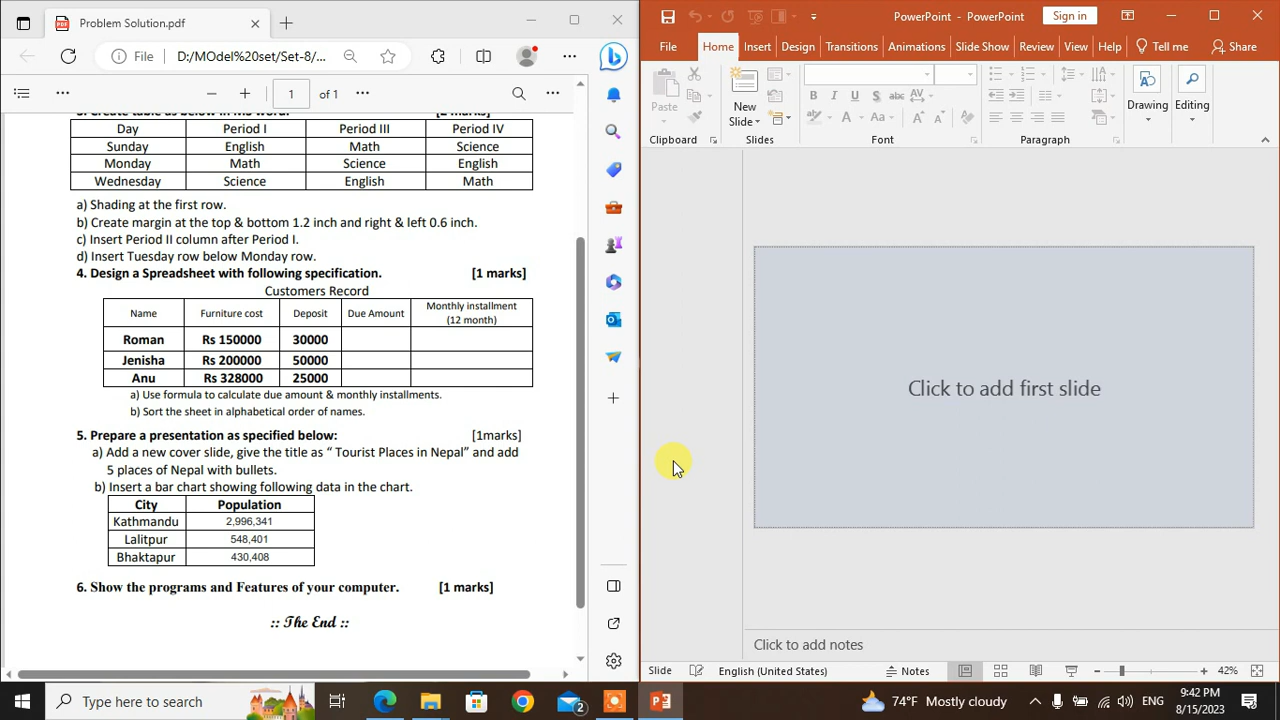 Problem Solution.pdf
File
D:/MOdel%20set/Set-8/...
1
of 1
Day Period I Period III Period IV
Sunday English Math Science
Monday Math Science English
Wednesday Science English Math
a) Shading at the first row.
b) Create margin at the top & bottom 1.2 inch and right & left 0.6 inch.
c) Insert Period II column after Period I.
d) Insert Tuesday row below Monday row.
4. Design a Spreadsheet with following specification. [1 marks]
Customers Record
Name Furniture cost Deposit Due Amount Monthly installment
(12 month)
Roman Rs 150000 30000
Jenisha Rs 200000 50000
Anu Rs 328000 25000
a) Use formula to calculate due amount & monthly installments.
b) Sort the sheet in alphabetical order of names.
5. Prepare a presentation as specified below: [1marks]
a) Add a new cover slide, give the title as “ Tourist Places in Nepal” and add
5 places of Nepal with bullets.
b) Insert a bar chart showing following data in the chart.
City Population
Kathmandu 2,996,341
Lalitpur 548,401
Bhaktapur 430,408
6. Show the programs and Features of your computer. [1 marks]
:: The End ::
PowerPoint - PowerPoint
Sign in
File Home Insert Design Transitions Animations Slide Show Review View Help Tell me Share
Paste
New
Slide
Drawing
Editing
Clipboard
Slides
Font
Paragraph
Click to add first slide
Click to add notes
Slide
English (United States)
Notes
42%
Type here to search
2
74°F Mostly cloudy
ENG
9:42 PM
8/15/2023